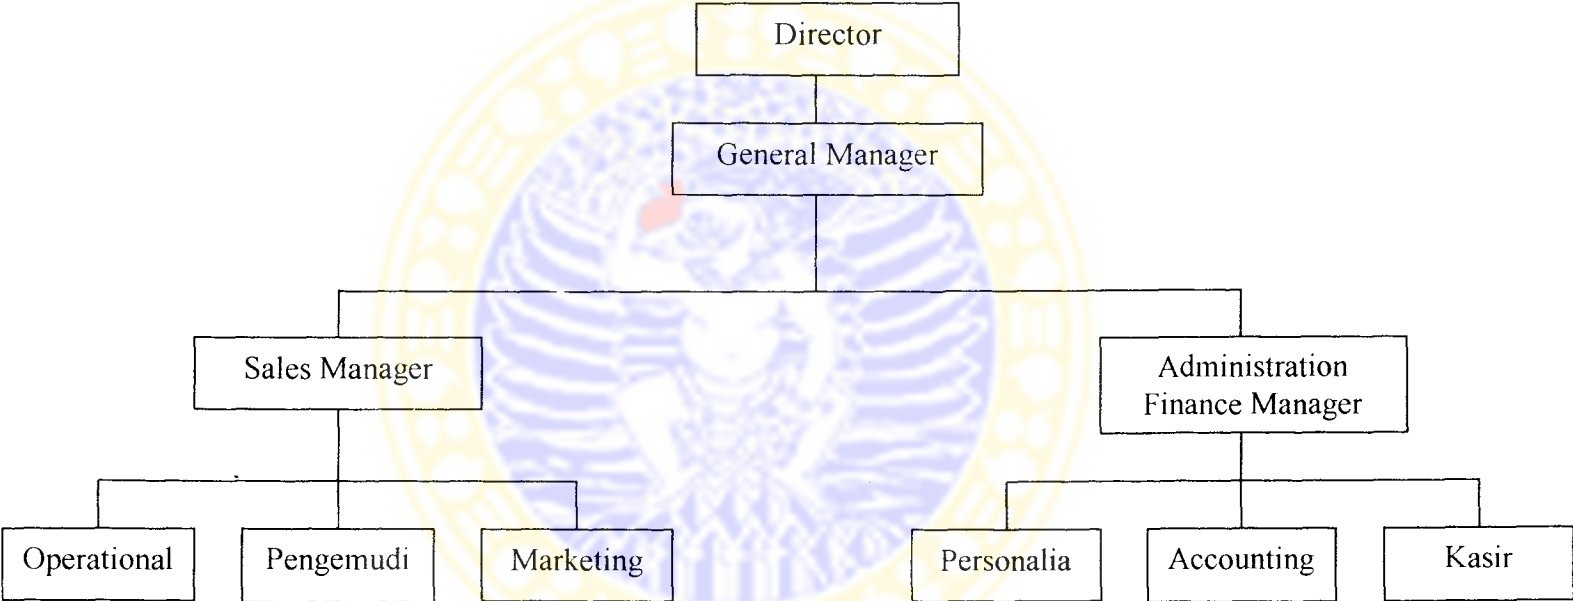 Director
General Manager
Sales Manager
Administration
Finance Manager
Operational
Pengemudi
Marketing
Personalia
Accounting
Kasir